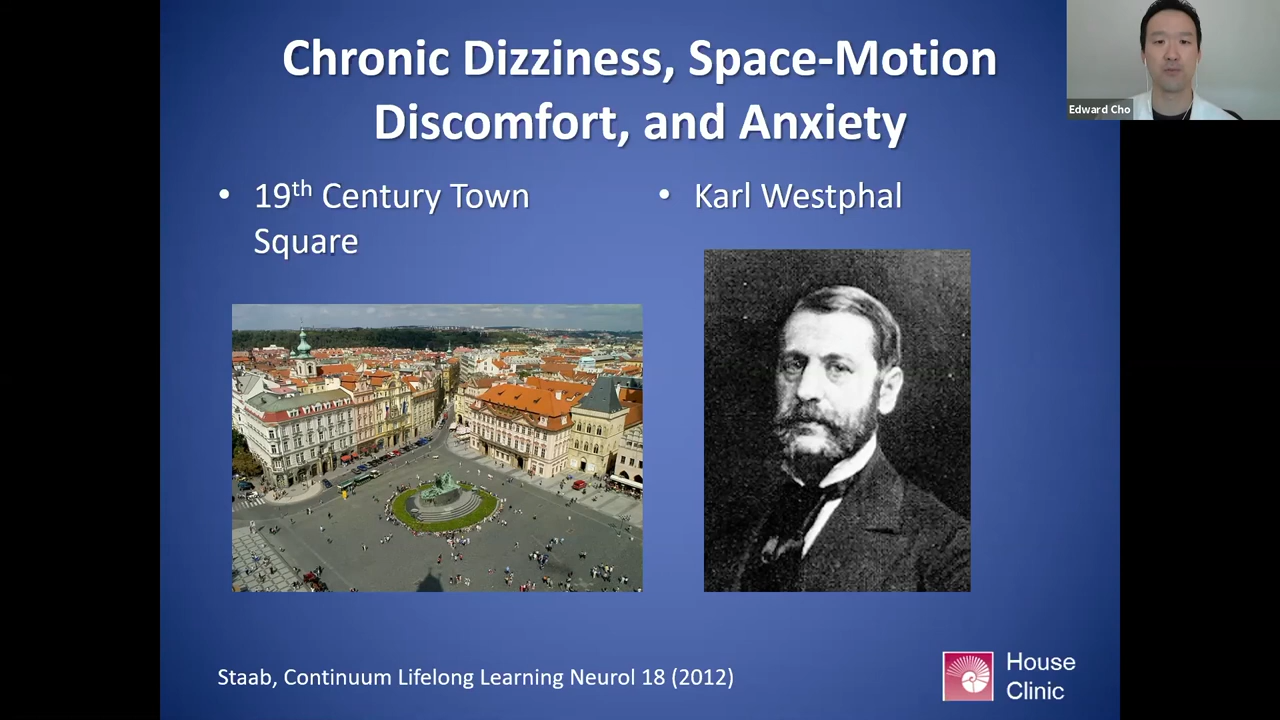 Chronic Dizziness, Space-Motion
Discomfort, and Anxiety
Edward Cho
• 19th Century Town
Square
• Karl Westphal
Staab, Continuum Lifelong Learning Neurol 18 (2012)
House
Clinic